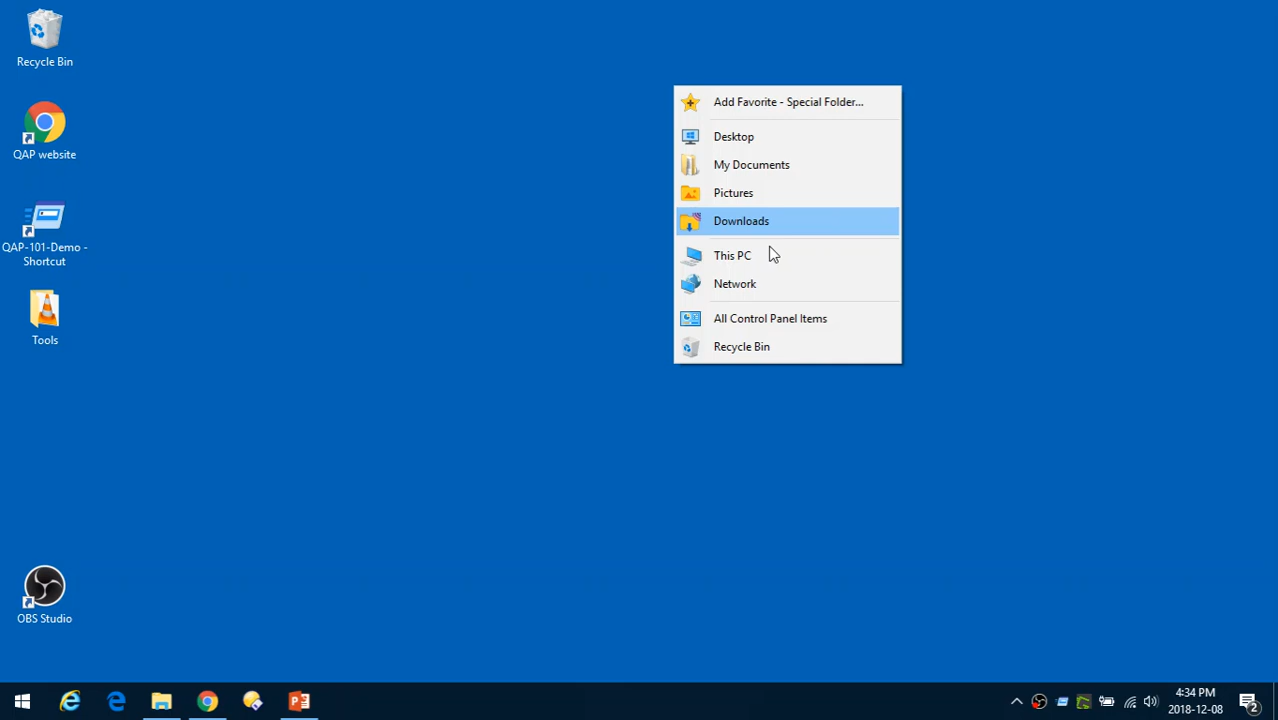 Recycle Bin
QAP website
QAP-101-Demo -
Shortcut
Tools
OBS Studio
Add Favorite - Special Folder...
Desktop
My Documents
Pictures
Downloads
This PC
Network
All Control Panel Items
Recycle Bin
4:34 PM
2018-12-08
2